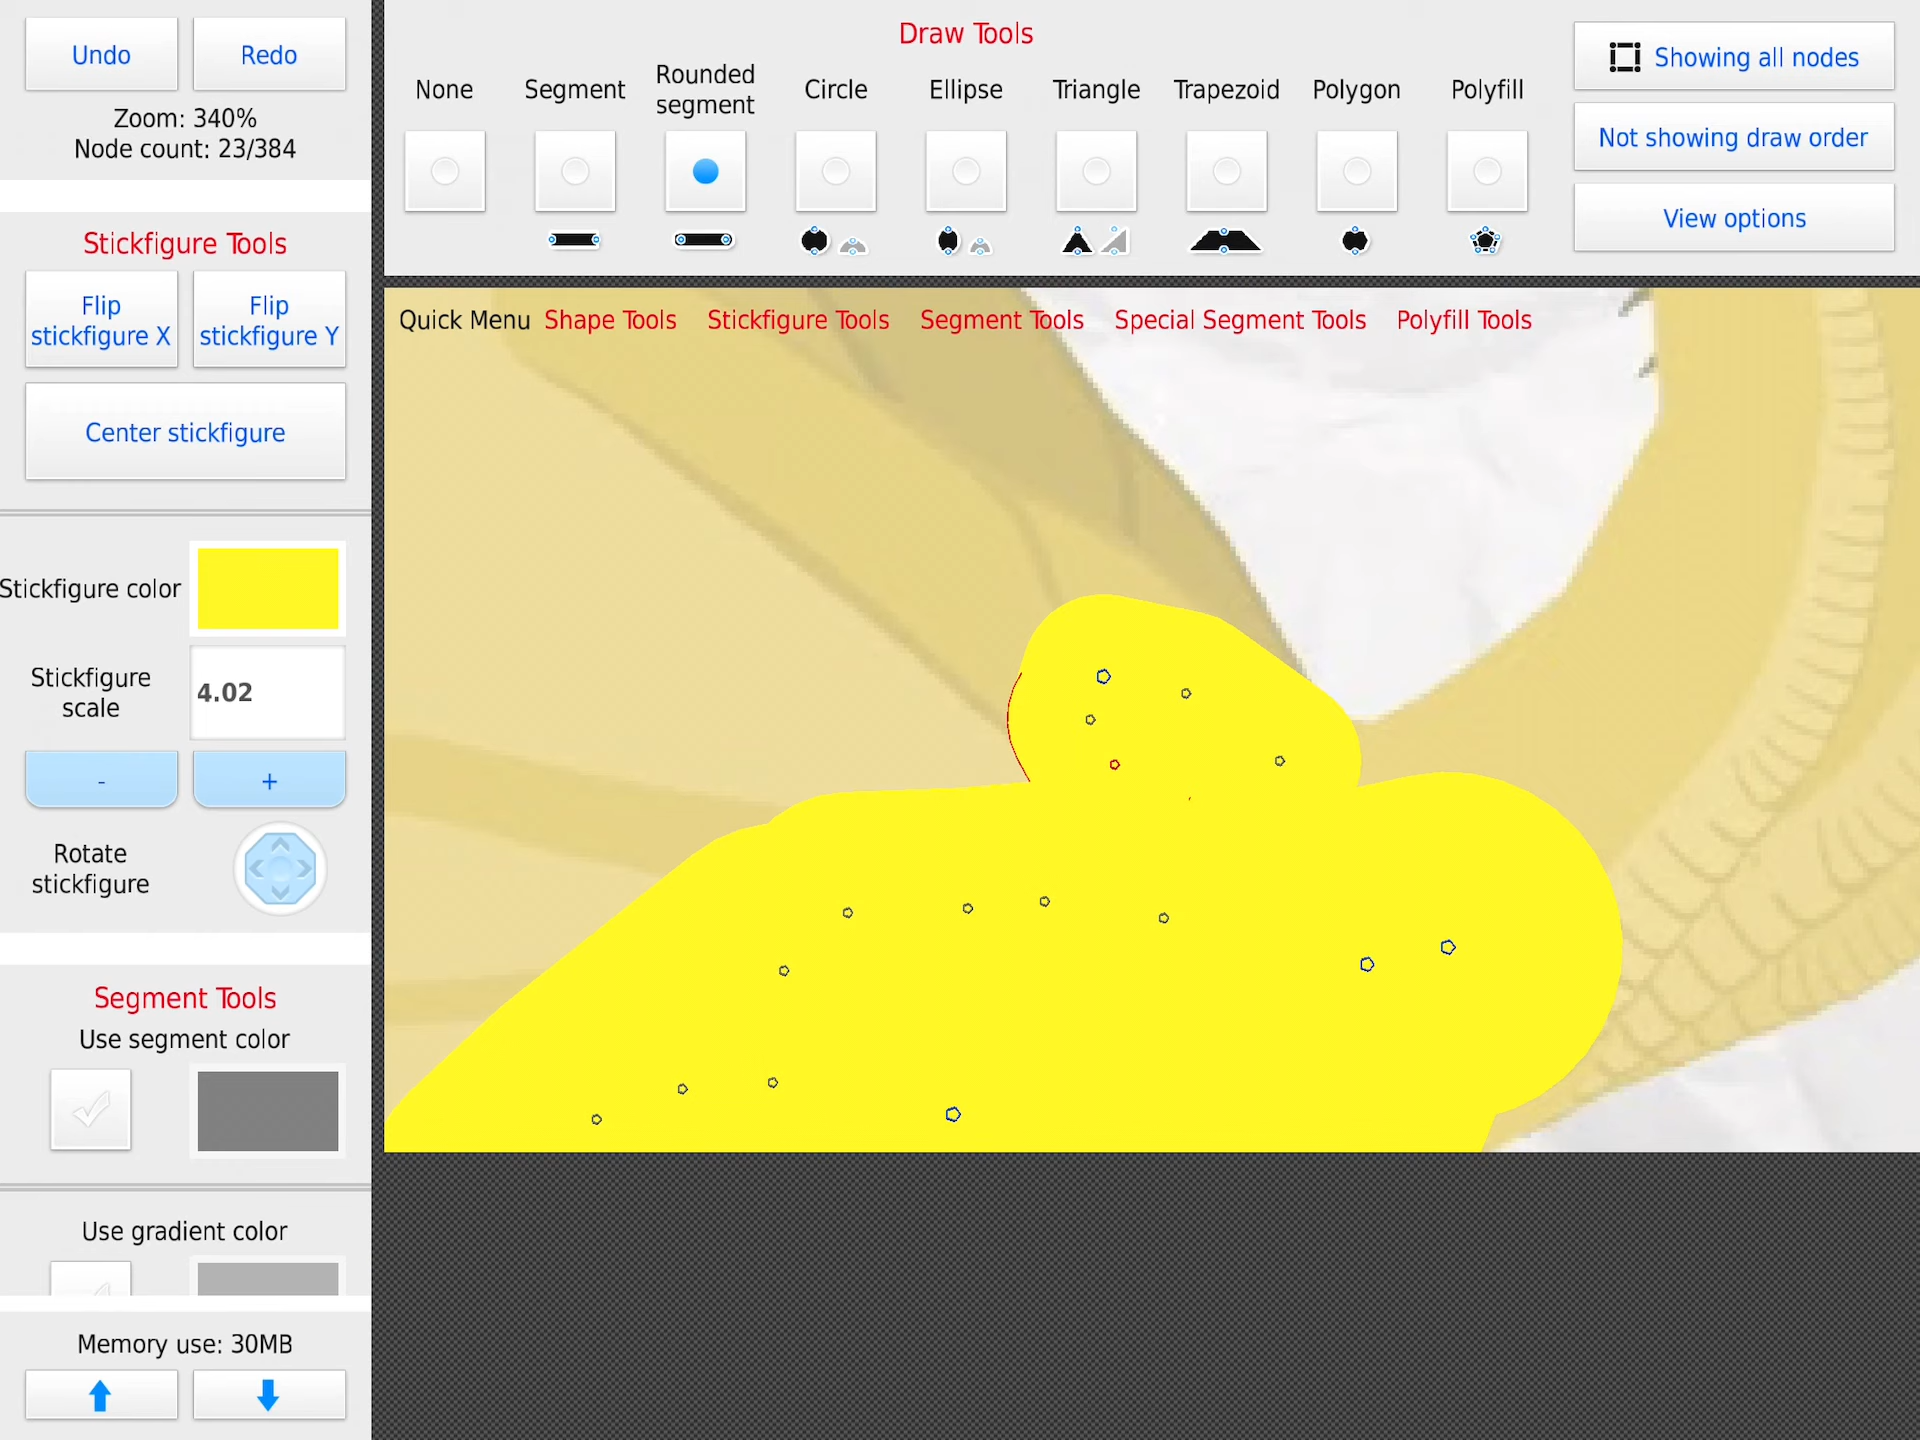 Undo
Redo
Zoom: 340%
Node count: 23/384
Stickfigure Tools
Flip
stickfigure X
Flip
stickfigure Y
Center stickfigure
Stickfigure color
Stickfigure
scale
4.02
-
+
Rotate
stickfigure
Segment Tools
Use segment color
Use gradient color
Memory use: 30MB
Draw Tools
None
Segment
Rounded
segment
Circle
Ellipse
Triangle
Trapezoid
Polygon
Polyfill
Showing all nodes
Not showing draw order
View options
Quick Menu
Shape Tools
Stickfigure Tools
Segment Tools
Special Segment Tools
Polyfill Tools